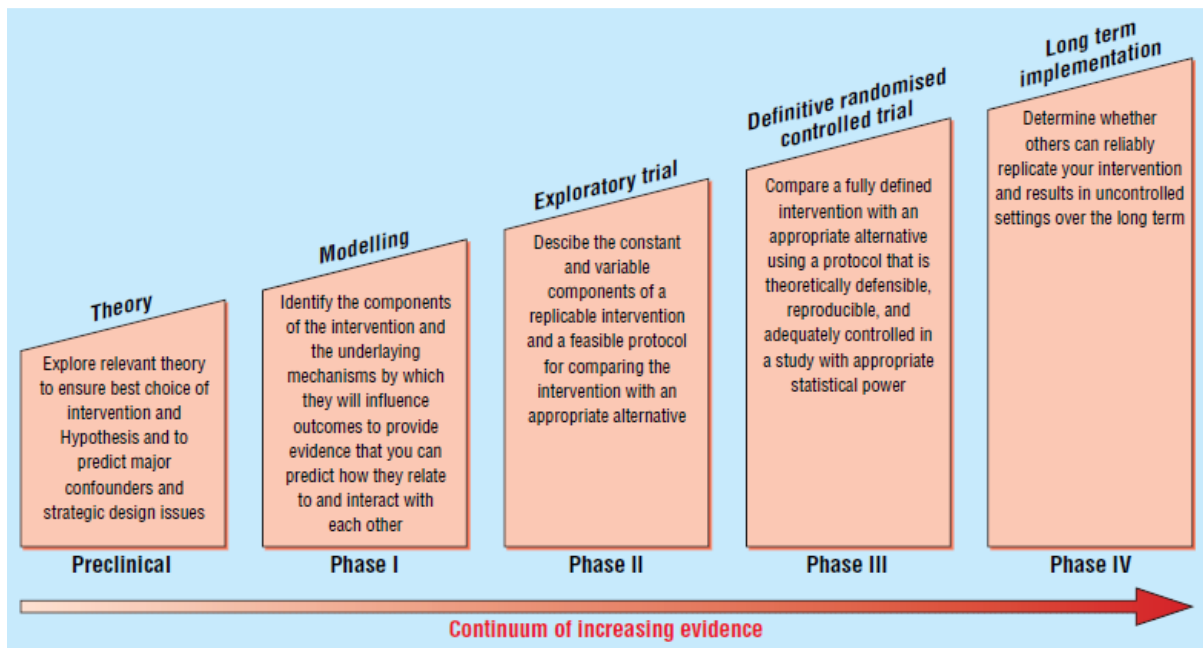 Theory
Explore relevant theory
to ensure best choice of
intervention and
Hypothesis and to
predict major
confounders and
strategic design issues
Preclinical
Modelling
Identify the components
of the intervention and
the underlaying
mechanisms by which
they will influence
outcomes to provide
evidence that you can
predict how they relate
to and interact with
each other
Phase I
Exploratory trial
Descibe the constant
and variable
components of a
replicable intervention
and a feasible protocol
for comparing the
intervention with an
appropriate alternative
Phase II
Definitive randomised
controlled trial
Compare a fully defined
intervention with an
appropriate alternative
using a protocol that is
theoretically defensible,
reproducible, and
adequately controlled in
a study with appropriate
statistical power
Phase III
Long term
implementation
Determine whether
others can reliably
replicate your intervention
and results in uncontrolled
settings over the long term
Phase IV
Continuum of increasing evidence